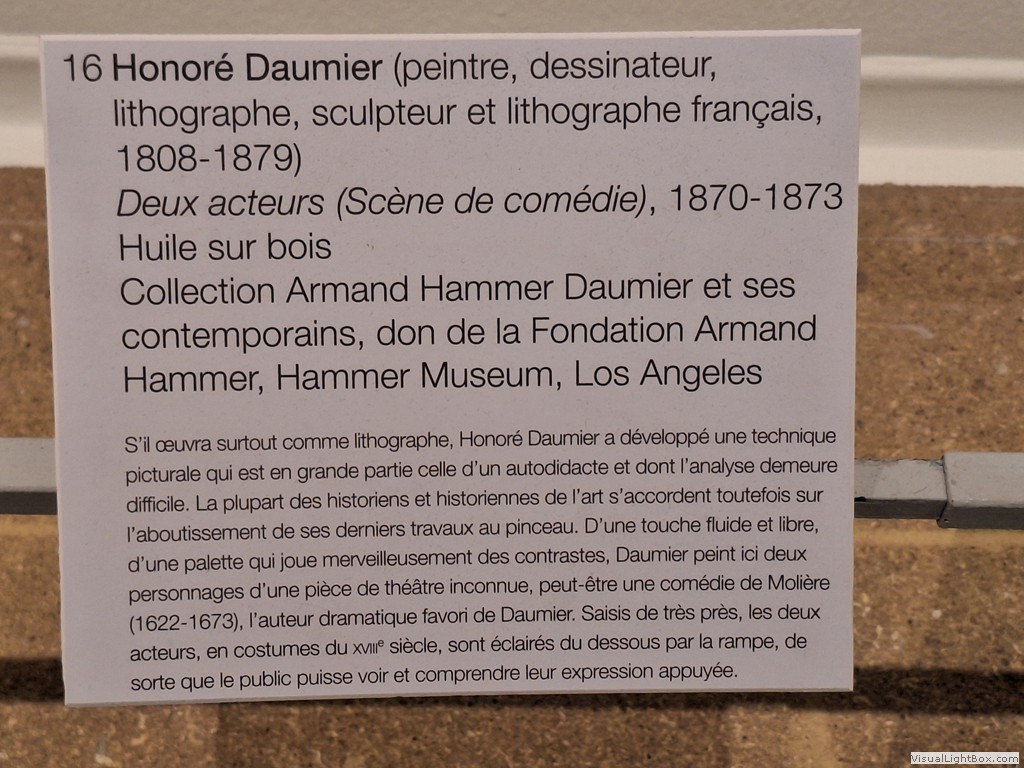 16 Honoré Daumier (peintre, dessinateur,
lithographe, sculpteur et lithographe français,
1808-1879)
Deux acteurs (Scène de comédie), 1870-1873
Huile sur bois
Collection Armand Hammer Daumier et ses
contemporains, don de la Fondation Armand
Hammer, Hammer Museum, Los Angeles
S'il œuvra surtout comme lithographe, Honoré Daumier a développé une technique
picturale qui est en grande partie celle d'un autodidacte et dont l'analyse demeure
difficile. La plupart des historiens et historiennes de l'art s'accordent toutefois sur
l'aboutissement de ses derniers travaux au pinceau. D'une touche fluide et libre,
d'une palette qui joue merveilleusement des contrastes, Daumier peint ici deux
personnages d'une pièce de théâtre inconnue, peut-être une comédie de Molière
(1622-1673), l'auteur dramatique favori de Daumier. Saisis de très près, les deux
acteurs, en costumes du XVIIIe siècle, sont éclairés du dessous par la rampe, de
sorte que le public puisse voir et comprendre leur expression appuyée.
VisualLightBox.com